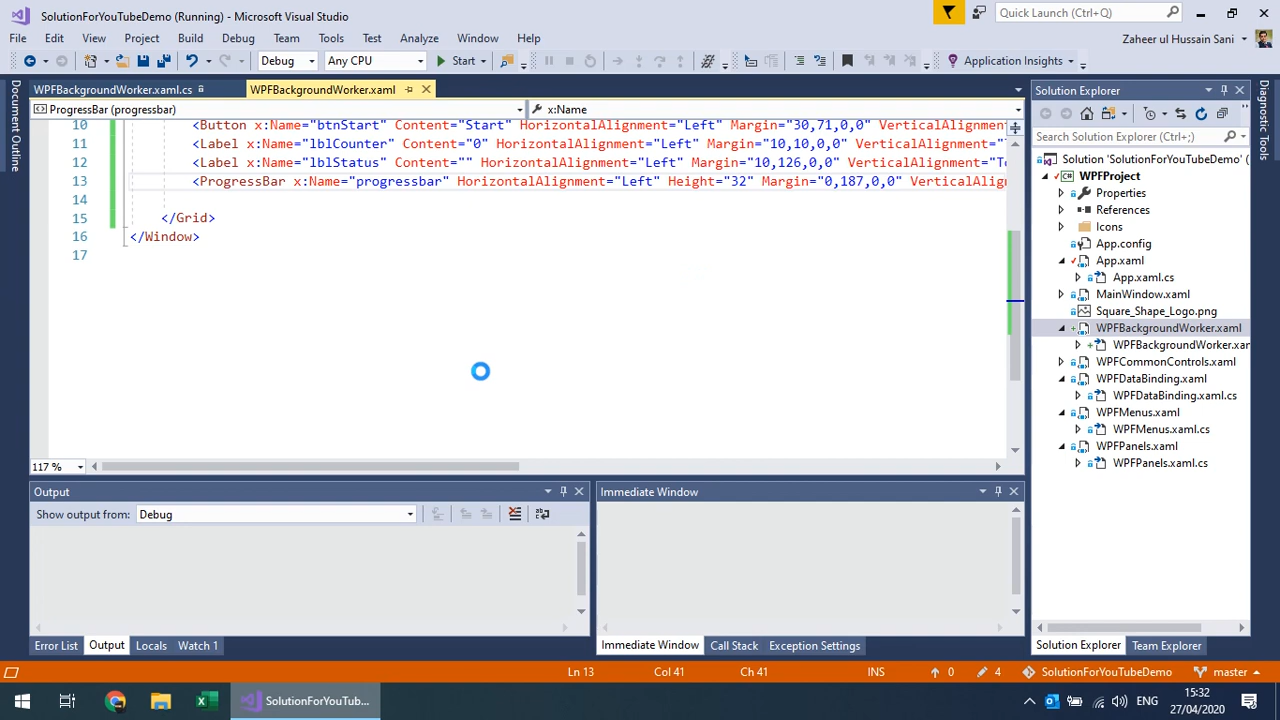 SolutionForYouTubeDemo (Running) - Microsoft Visual Studio
Quick Launch (Ctrl+Q)
File Edit View Project Build Debug Team Tools Test Analyze Window Help
Zaheer ul Hussain Sani
Debug Any CPU Start Application Insights
Document Outline
WPFBackgroundWorker.xaml.cs WPFBackgroundWorker.xaml
ProgressBar (progressbar) x:Name
10 <Button x:Name="btnStart" Content="Start" HorizontalAlignment="Left" Margin="30,71,0,0" VerticalAlignment=
11 <Label x:Name="lblCounter" Content="0" HorizontalAlignment="Left" Margin="10,10,0,0" VerticalAlignment="T
12 <Label x:Name="lblStatus" Content="" HorizontalAlignment="Left" Margin="10,126,0,0" VerticalAlignment="To
13 <ProgressBar x:Name="progressbar" HorizontalAlignment="Left" Height="32" Margin="0,187,0,0" VerticalAlign
14
15 </Grid>
16 </Window>
17
117 %
Solution Explorer
Search Solution Explorer (Ctrl+;)
Solution 'SolutionForYouTubeDemo' (
WPFProject
Properties
References
Icons
App.config
App.xaml
App.xaml.cs
MainWindow.xaml
Square_Shape_Logo.png
WPFBackgroundWorker.xaml
WPFBackgroundWorker.xar
WPFCommonControls.xaml
WPFDataBinding.xaml
WPFDataBinding.xaml.cs
WPFMenus.xaml
WPFMenus.xaml.cs
WPFPanels.xaml
WPFPanels.xaml.cs
Diagnostic Tools
Output
Show output from: Debug
Immediate Window
Error List Output Locals Watch 1
Immediate Window Call Stack Exception Settings
Solution Explorer Team Explorer
Ln 13 Col 41 Ch 41 INS 0 4 SolutionForYouTubeDemo master
SolutionForYouTub...
ENG
15:32
27/04/2020